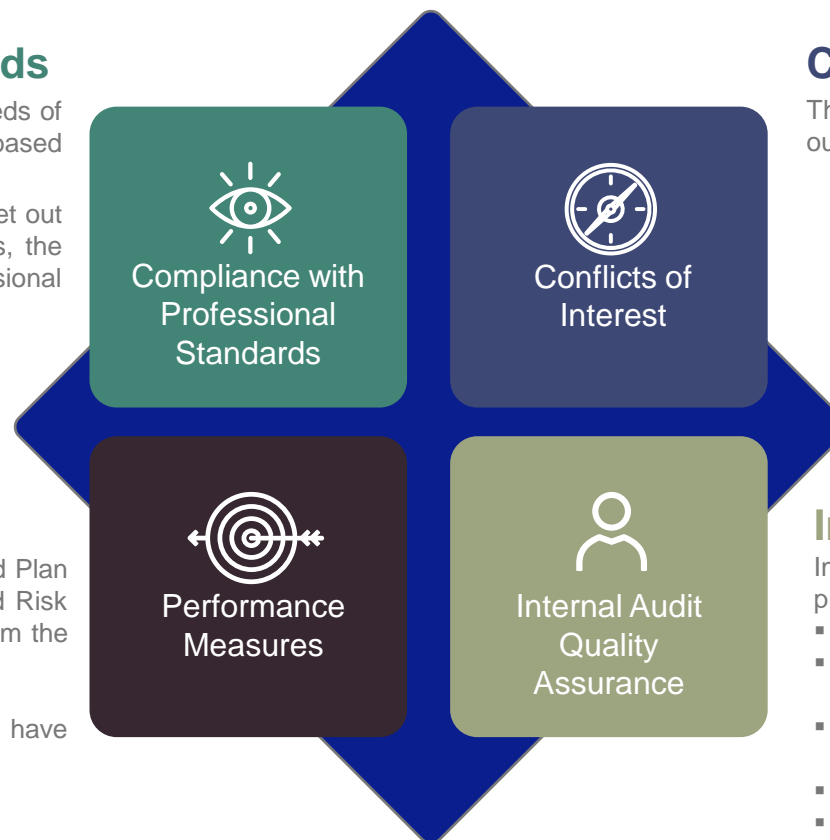 ds
eds of
based
et out
s, the
sional
Compliance with
Professional
Standards
C
Th
ou
Conflicts of
Interest
d Plan
d Risk
m the
have
Performance
Measures
Internal Audit
Quality
Assurance
In
p